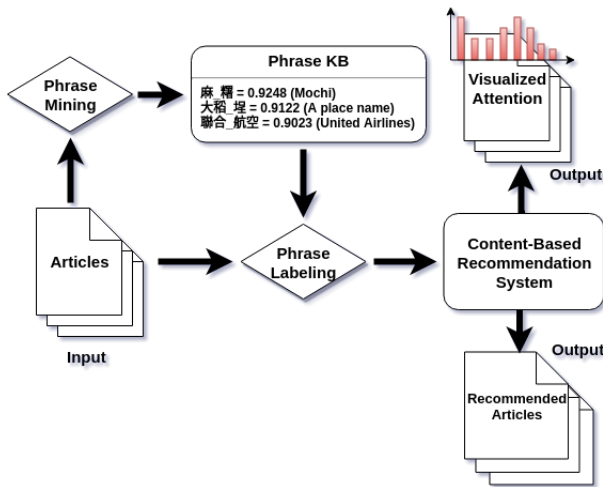 Phrase
Mining
Phrase KB
麻_糬 = 0.9248 (Mochi)
大稻_埕 = 0.9122 (A place name)
聯合_航空 = 0.9023 (United Airlines)
Visualized
Attention
Output
Articles
Input
Phrase
Labeling
Content-Based
Recommendation
System
Output
Recommended
Articles